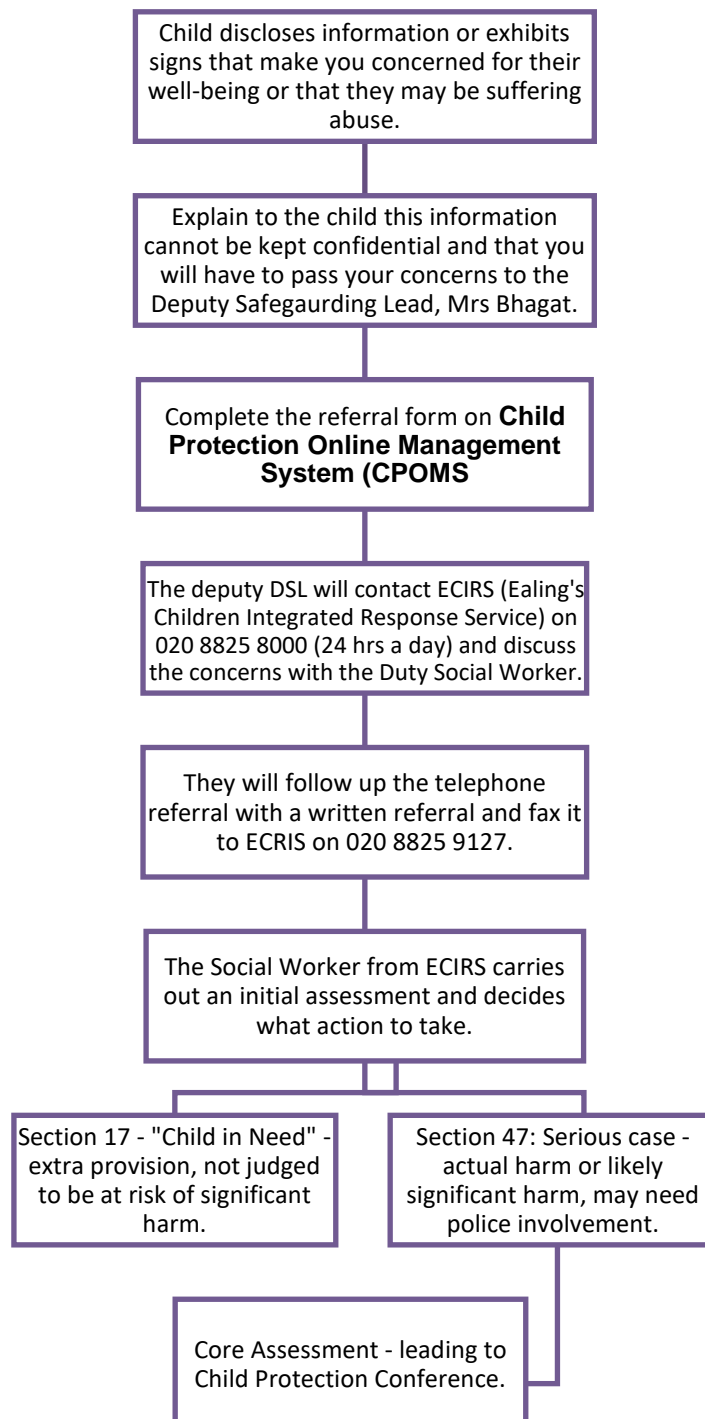 Child discloses information or exhibits
signs that make you concerned for their
well-being or that they may be suffering
abuse.
Explain to the child this information
cannot be kept confidential and that you
will have to pass your concerns to the
Deputy Safegaurding Lead, Mrs Bhagat.
Complete the referral form on Child
Protection Online Management
System (CPOMS
The deputy DSL will contact ECIRS (Ealing's
Children Integrated Response Service) on
020 8825 8000 (24 hrs a day) and discuss
the concerns with the Duty Social Worker.
They will follow up the telephone
referral with a written referral and fax it
to ECRIS on 020 8825 9127.
The Social Worker from ECIRS carries
out an initial assessment and decides
what action to take.
Section 17 - "Child in Need" -
extra provision, not judged
to be at risk of significant
harm.
Section 47: Serious case -
actual harm or likely
significant harm, may need
police involvement.
Core Assessment - leading to
Child Protection Conference.